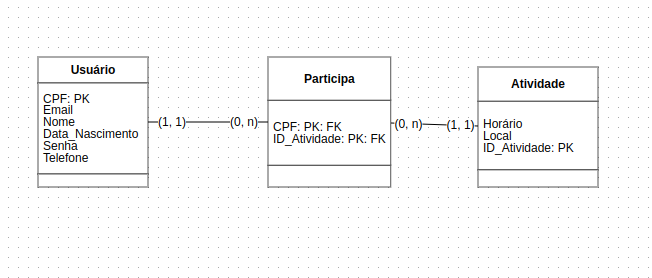 Usuário
CPF: PK
Email
Nome
Data_Nascimento
Senha
Telefone
(1, 1)
(0, n)
Participa
CPF: PK: FK
ID_Atividade: PK: FK
(0, n)
(1, 1)
Atividade
Horário
Local
ID_Atividade: PK